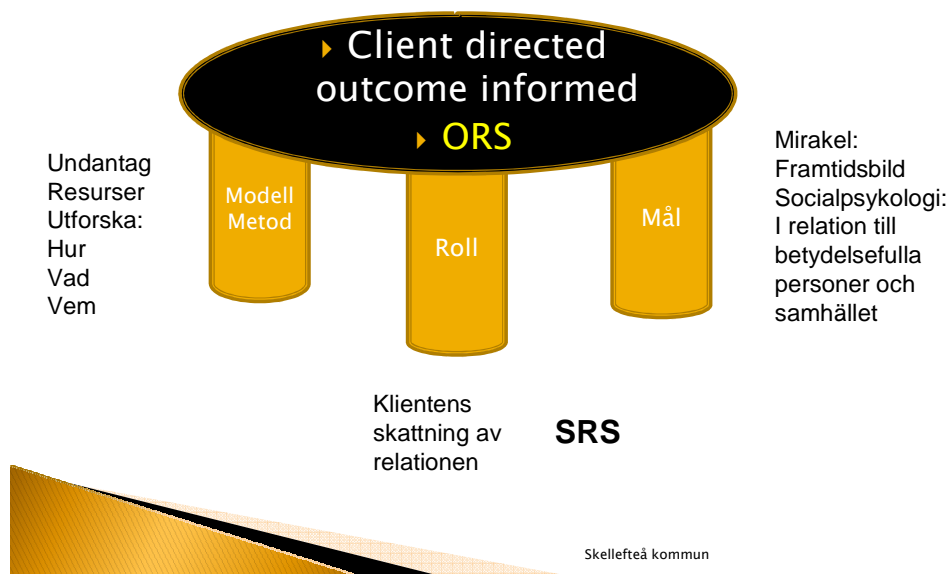 Client directed
outcome informed
ORS
Undantag
Resurser
Utforska:
Hur
Vad
Vem
Modell
Metod
Roll
Mål
Mirakel:
Framtidsbild
Socialpsykologi:
I relation till
betydelsefulla
personer och
samhället
Klientens
skattning av
relationen
SRS
Skellefteå kommun